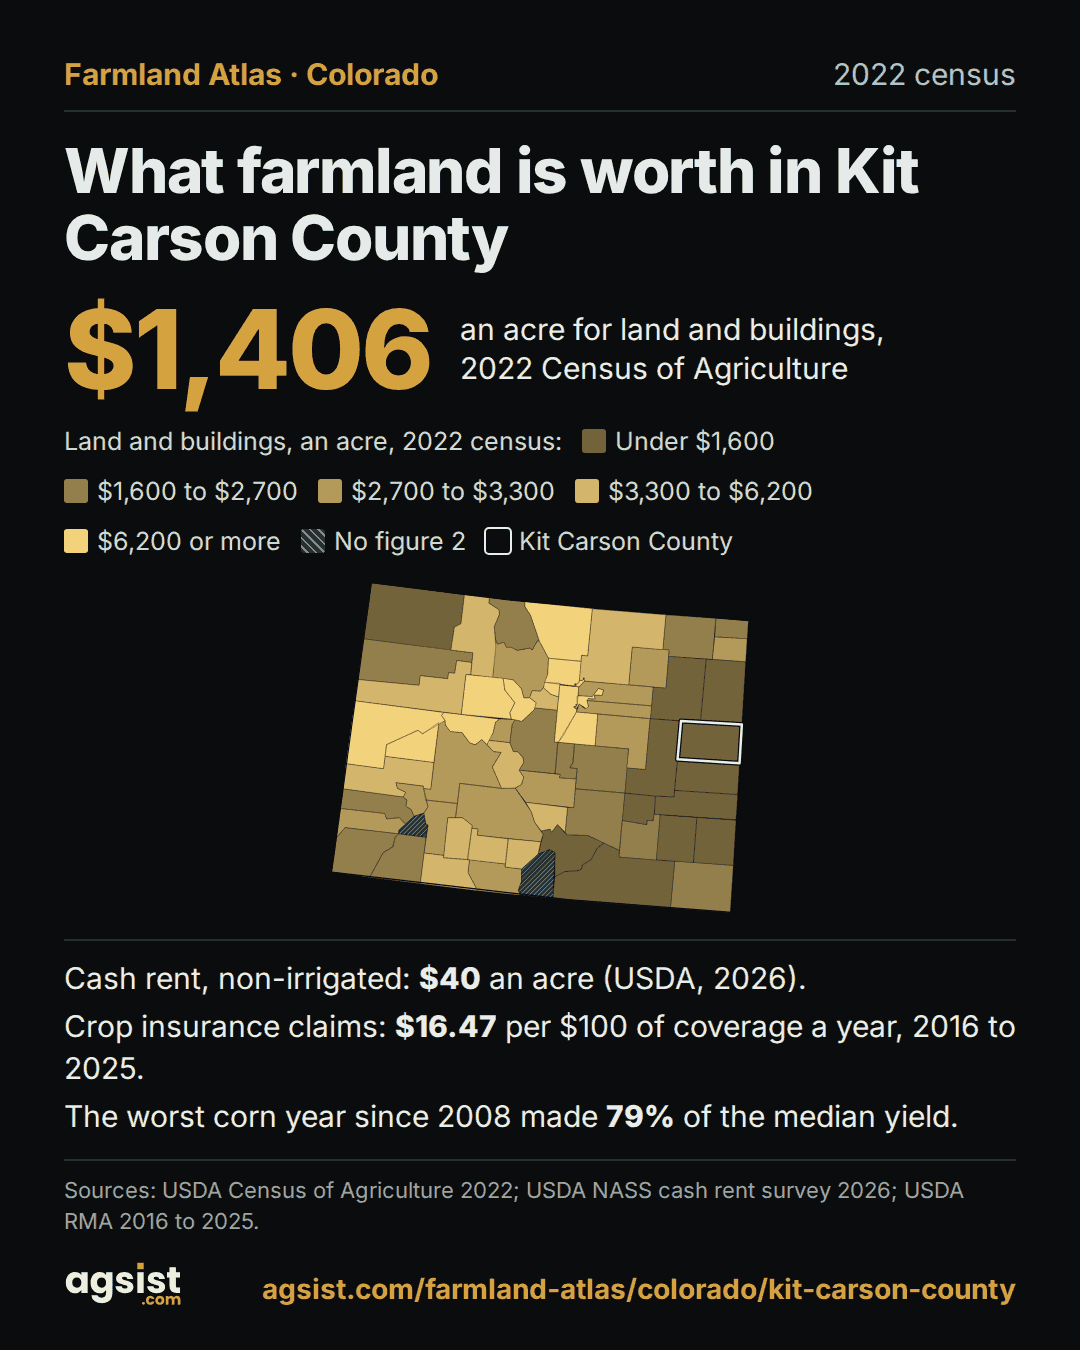 Farmland Atlas · Colorado
2022 census
What farmland is worth in Kit
Carson County
$1,406
an acre for land and buildings,
2022 Census of Agriculture
Land and buildings, an acre, 2022 census: Under $1,600
$1,600 to $2,700 $2,700 to $3,300 $3,300 to $6,200
$6,200 or more No figure 2 Kit Carson County
Cash rent, non-irrigated: $40 an acre (USDA, 2026).
Crop insurance claims: $16.47 per $100 of coverage a year, 2016 to
2025.
The worst corn year since 2008 made 79% of the median yield.
Sources: USDA Census of Agriculture 2022; USDA NASS cash rent survey 2026; USDA
RMA 2016 to 2025.
agsist
.com
agsist.com/farmland-atlas/colorado/kit-carson-county